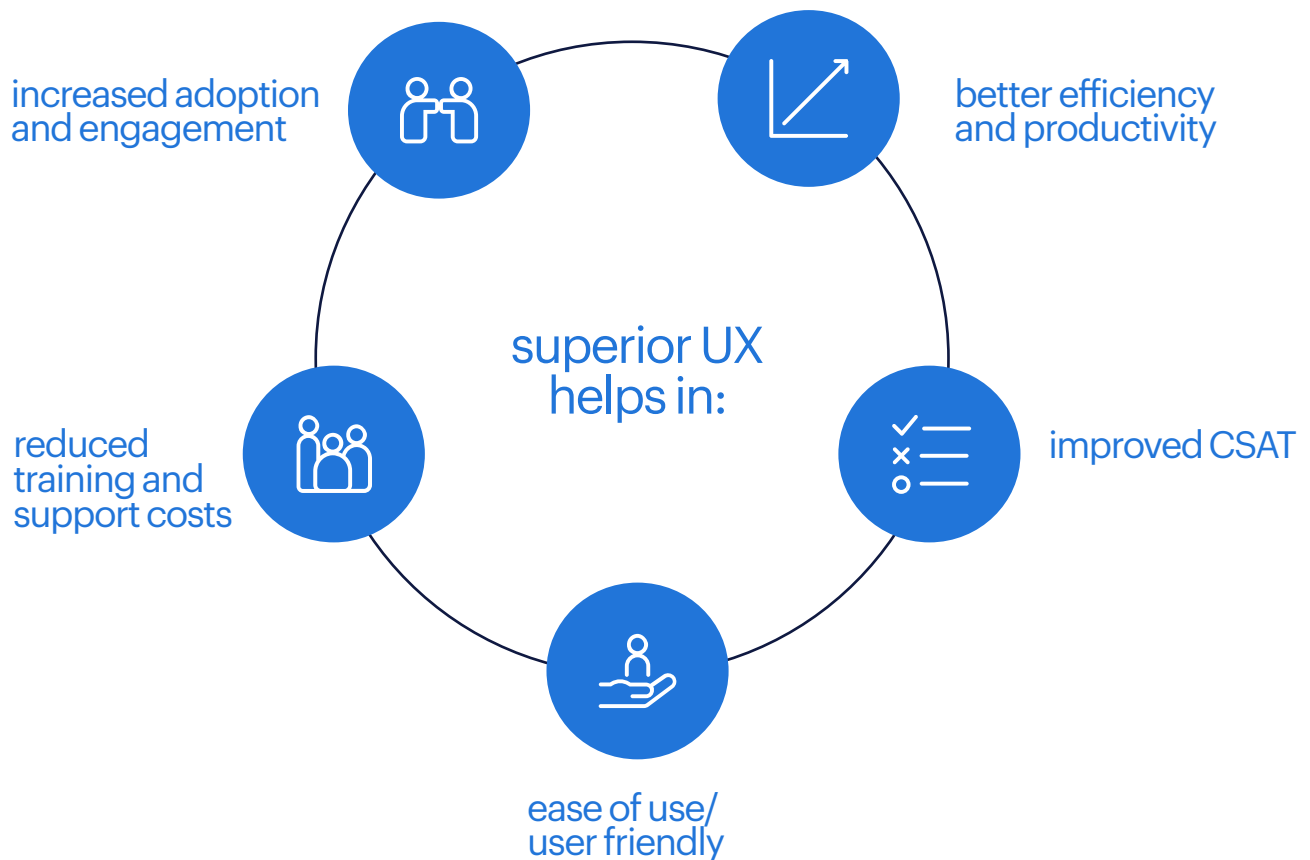 increased adoption
and engagement
better efficiency
and productivity
superior UX
helps in:
reduced
training and
support costs
improved CSAT
ease of use/
user friendly